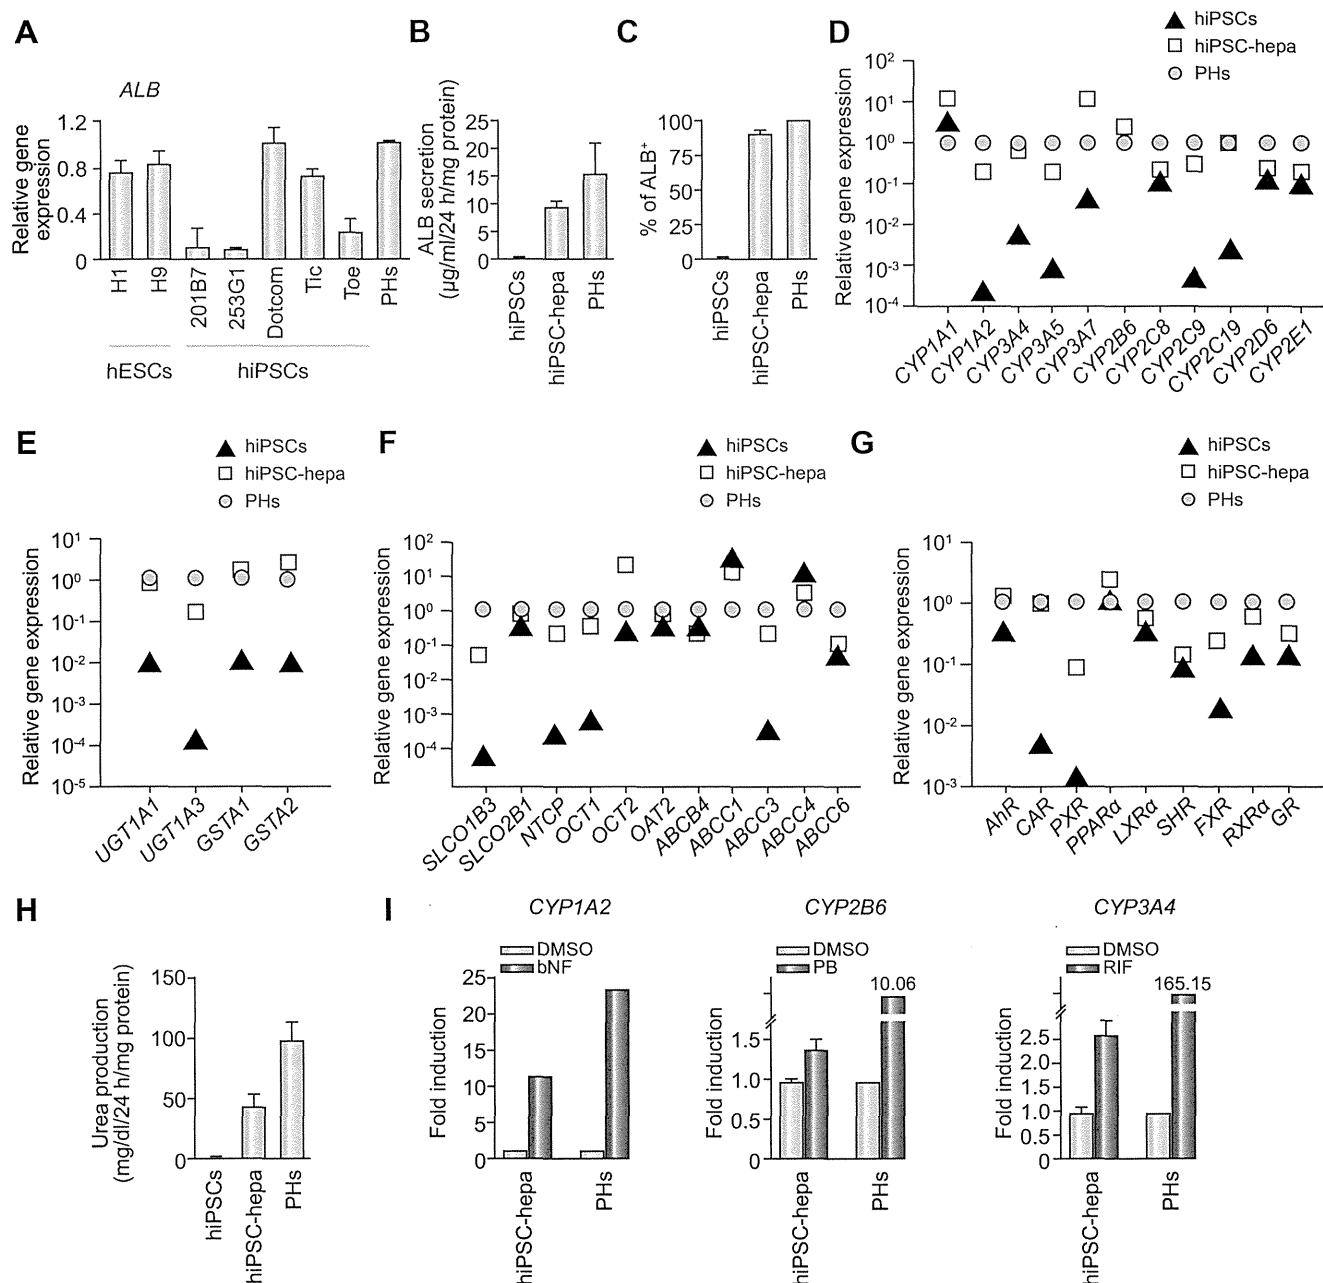 A
ALB
Relative gene
expression
1.2
0.8
0.4
0
H1
H9
201B7
253G1
Dotcom
Tic
Toe
PHs
hESCs
hiPSCs
B
ALB secretion
(μg/ml/24 h/mg protein)
25
20
15
10
5
0
hiPSCs
hiPSC-hepa
PHs
C
% of ALB⁺
100
75
50
25
0
hiPSCs
hiPSC-hepa
PHs
D
hiPSCs
hiPSC-hepa
PHs
Relative gene expression
10²
10¹
10⁰
10⁻¹
10⁻²
10⁻³
10⁻⁴
CYP1A1
CYP1A2
CYP3A4
CYP3A5
CYP3A7
CYP2B6
CYP2C8
CYP2C9
CYP2C19
CYP2D6
CYP2E1
E
hiPSCs
hiPSC-hepa
PHs
Relative gene expression
10¹
10⁰
10⁻¹
10⁻²
10⁻³
10⁻⁴
10⁻⁵
UGT1A1
UGT1A3
GSTA1
GSTA2
F
hiPSCs
hiPSC-hepa
PHs
Relative gene expression
10²
10¹
10⁰
10⁻¹
10⁻²
10⁻³
10⁻⁴
SLCO1B3
SLCO2B1
NTCP
OCT1
OCT2
OAT2
ABCB4
ABCC1
ABCC3
ABCC4
ABCC6
G
hiPSCs
hiPSC-hepa
PHs
Relative gene expression
10¹
10⁰
10⁻¹
10⁻²
10⁻³
AhR
CAR
PXR
PPARα
LXRα
SHR
FXR
RXRα
GR
H
Urea production
(mg/dl/24 h/mg protein)
150
100
50
0
hiPSCs
hiPSC-hepa
PHs
I
CYP1A2
DMSO
bNF
Fold induction
25
20
15
10
5
0
hiPSC-hepa
PHs
CYP2B6
DMSO
PB
10.06
Fold induction
1.5
1.0
0.5
0
hiPSC-hepa
PHs
CYP3A4
DMSO
RIF
165.15
Fold induction
2.5
2.0
1.5
1.0
0.5
0
hiPSC-hepa
PHs